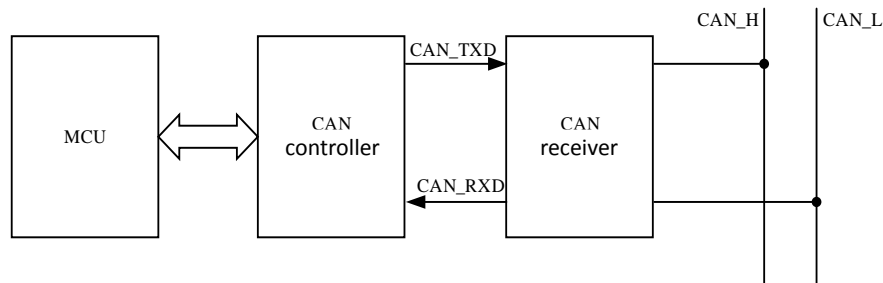 CAN_H
CAN_L
CAN_TXD
MCU
CAN
controller
CAN
receiver
CAN_RXD